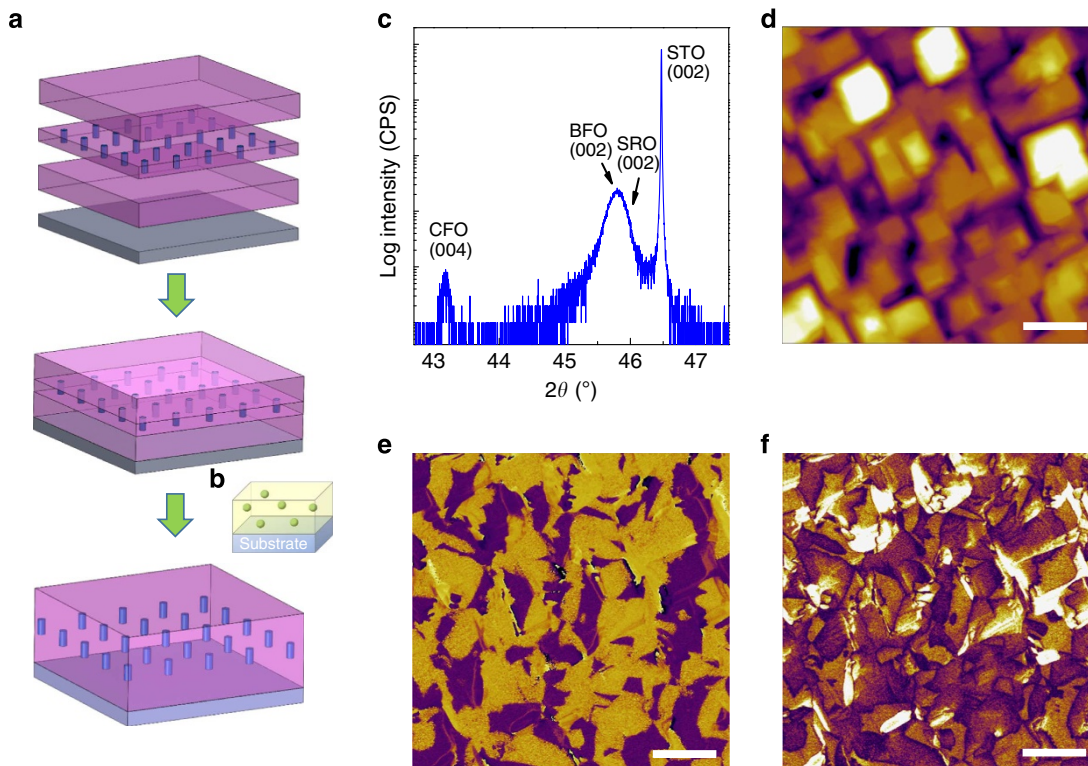 a
b
Substrate
c
Log intensity (CPS)
CFO
(004)
BFO
(002)
SRO
(002)
STO
(002)
43
44
45
46
47
2θ (°)
d
e
f